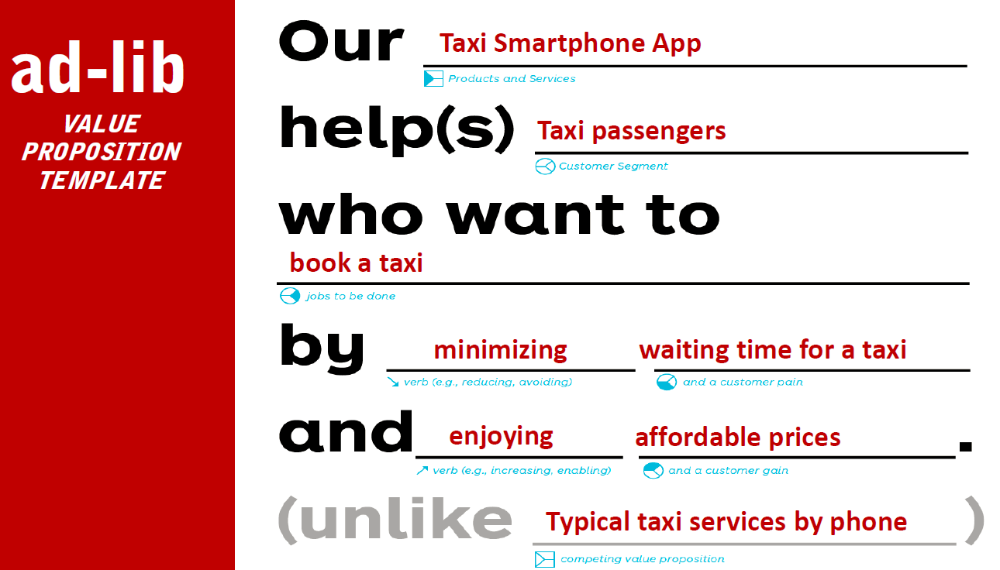 ad-lib
VALUE
PROPOSITION
TEMPLATE
Our Taxi Smartphone App
Products and Services
help(s) Taxi passengers
Customer Segment
who want to
book a taxi
jobs to be done
by minimizing waiting time for a taxi
verb (e.g., reducing, avoiding) and a customer pain
and enjoying affordable prices .
verb (e.g., increasing, enabling) and a customer gain
(unlike Typical taxi services by phone )
competing value proposition